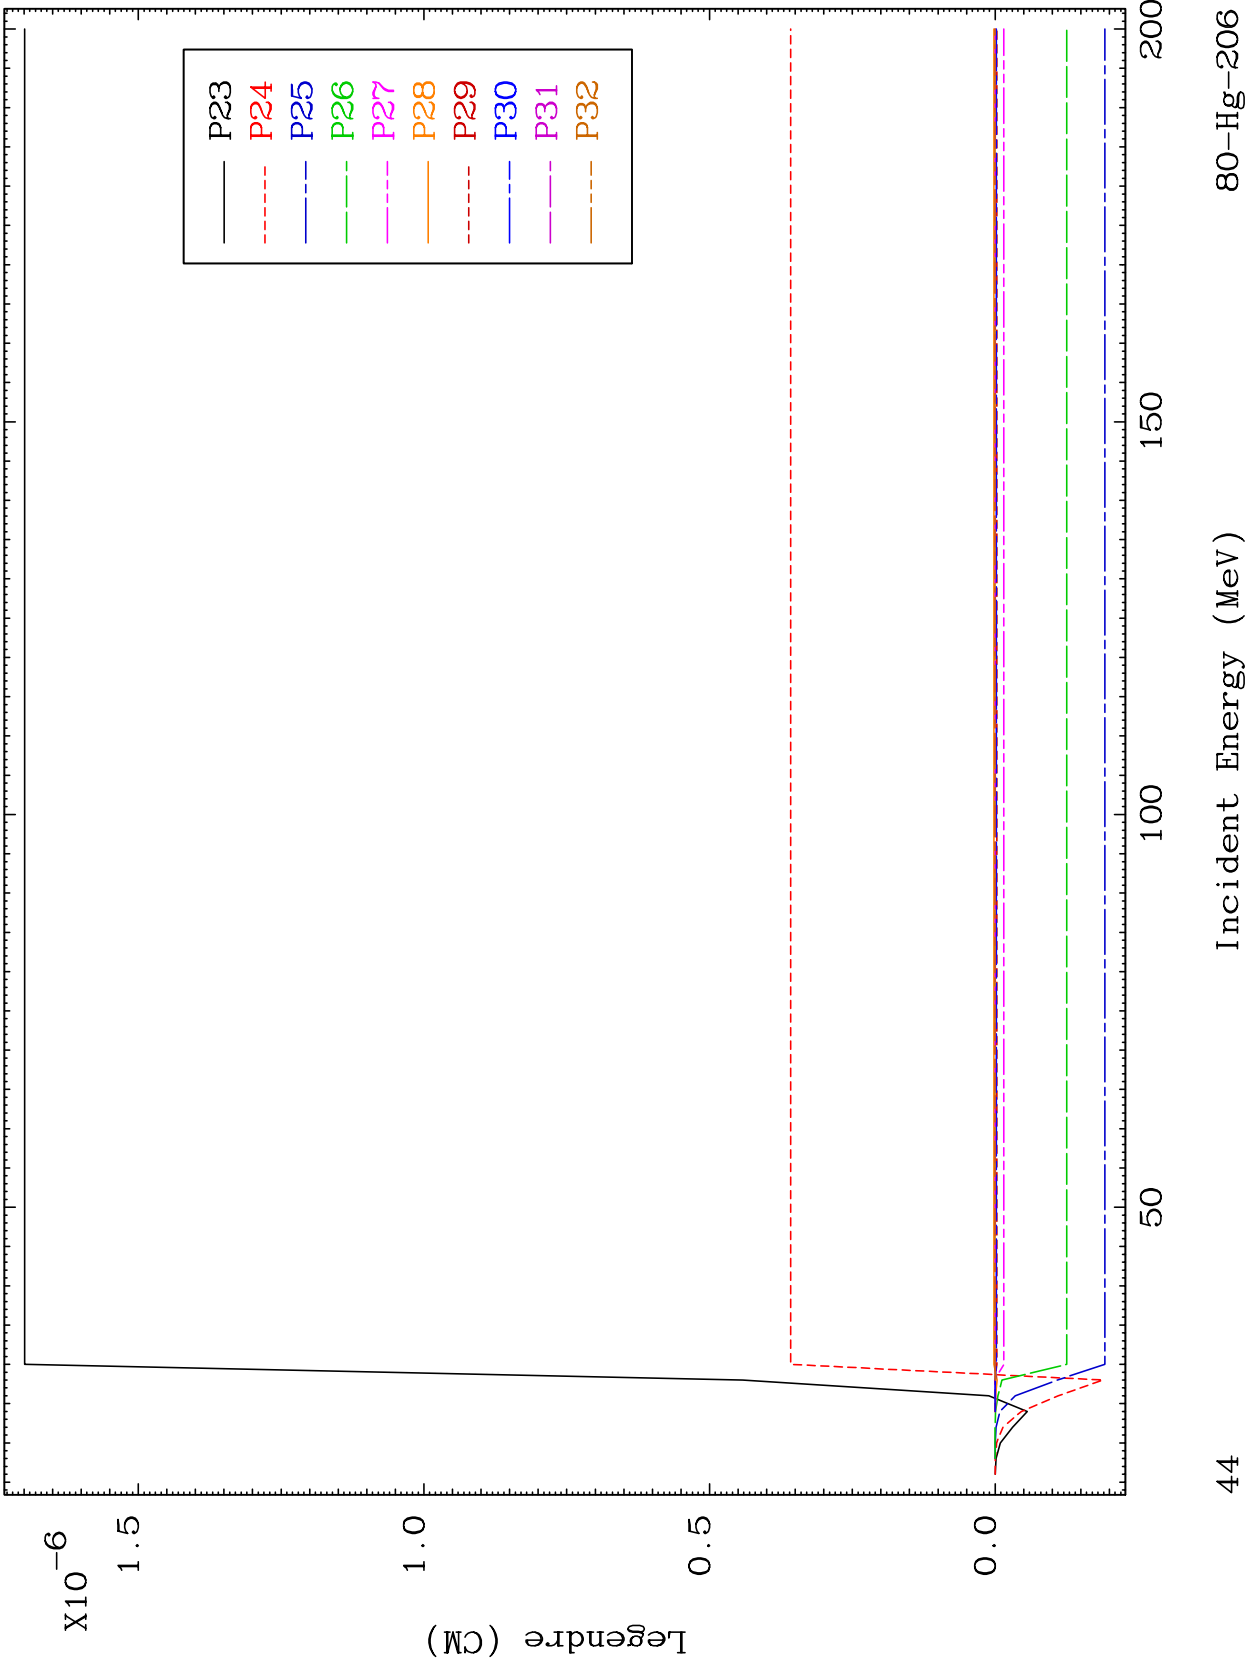 X10-6
1.5
1.0
0.5
0.0
Legendre (CM)
P23
P24
P25
P26
P27
P28
P29
P30
P31
P32
50
100
150
200
Incident Energy (MeV)
44
80-Hg-206